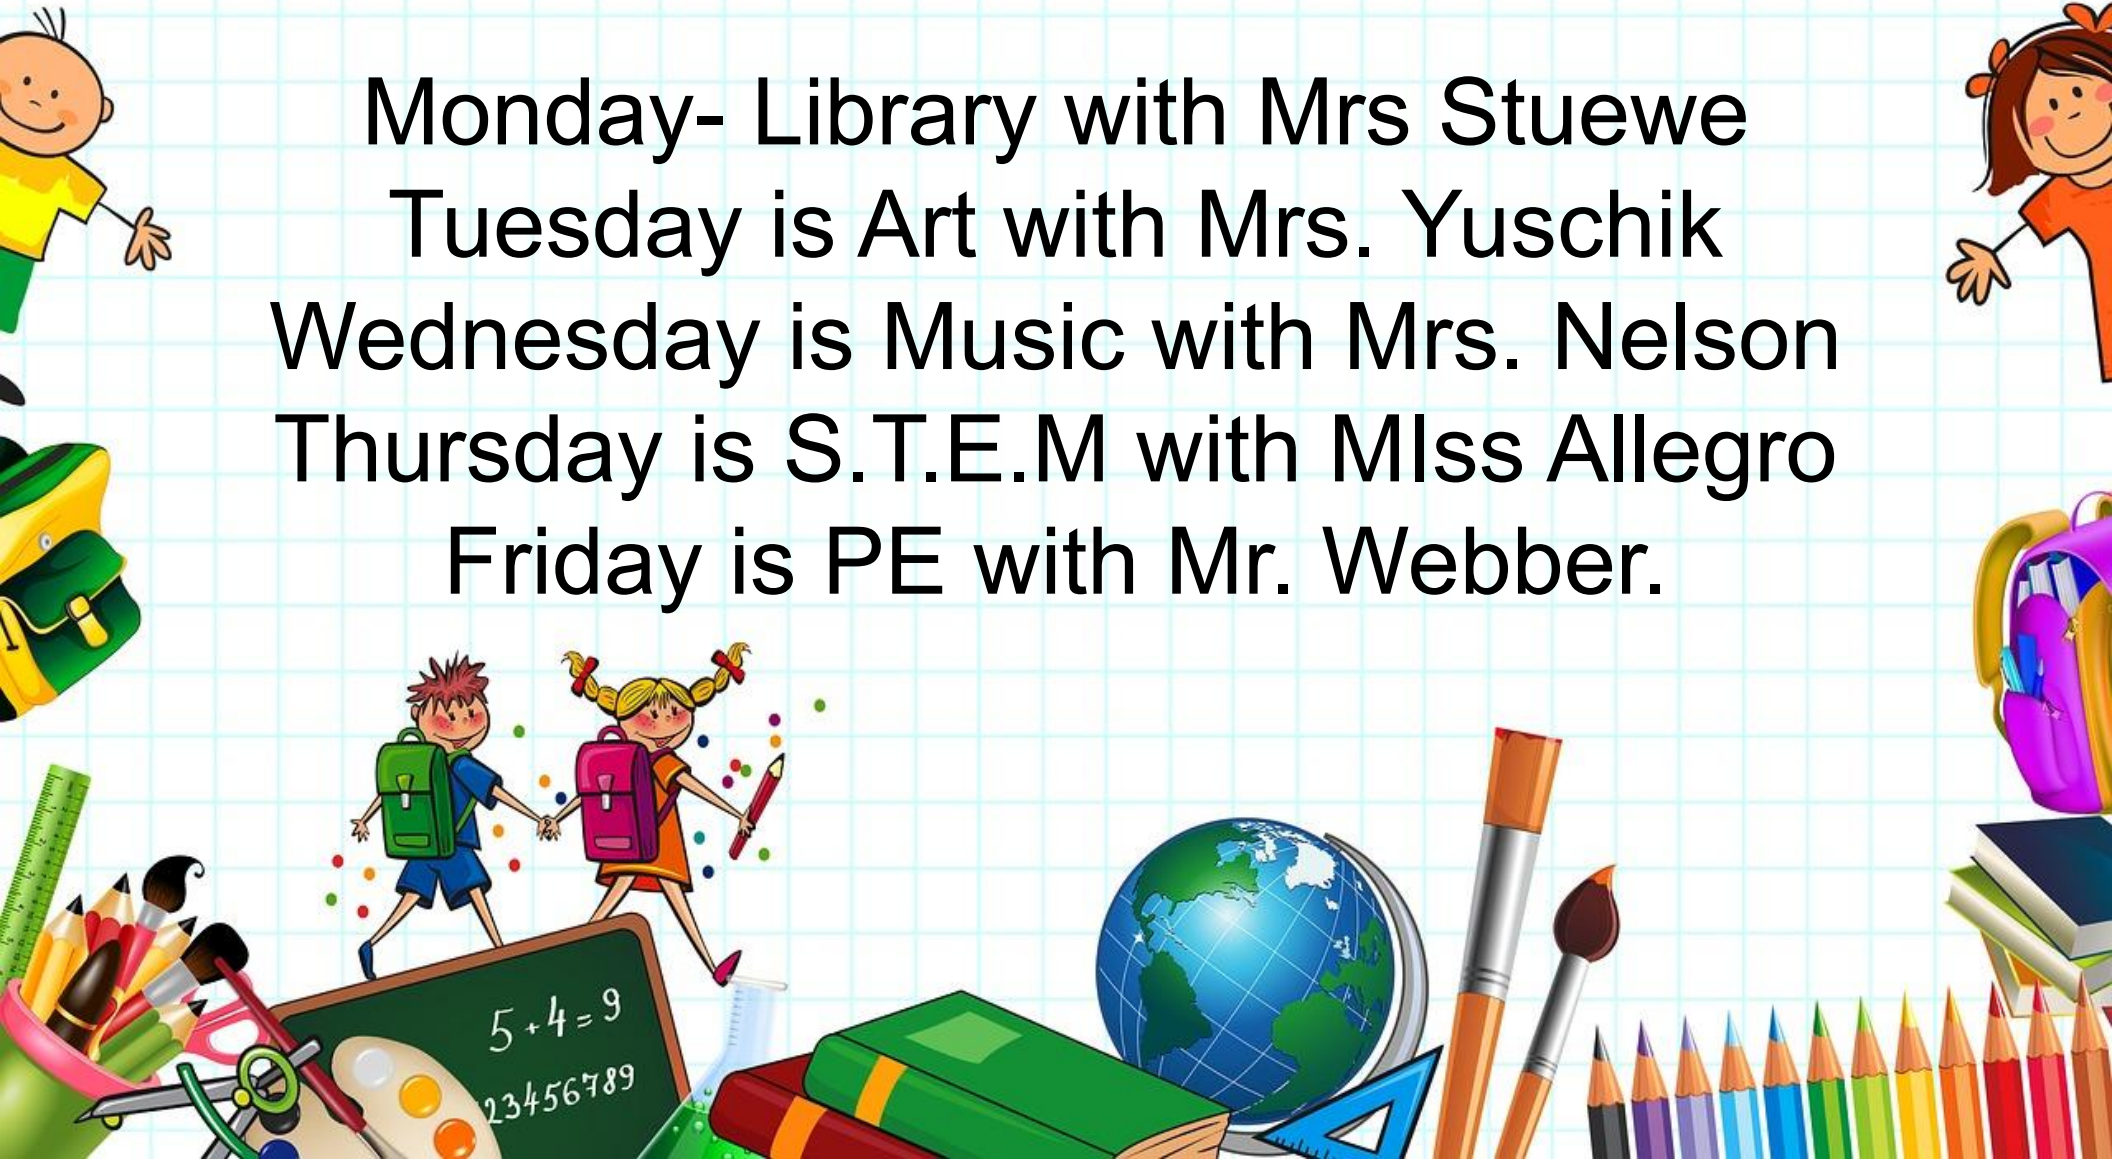 Monday- Library with Mrs Stuewe
Tuesday is Art with Mrs. Yuschik
Wednesday is Music with Mrs. Nelson
Thursday is S.T.E.M with MIss Allegro
Friday is PE with Mr. Webber.
5+4=9
23456789